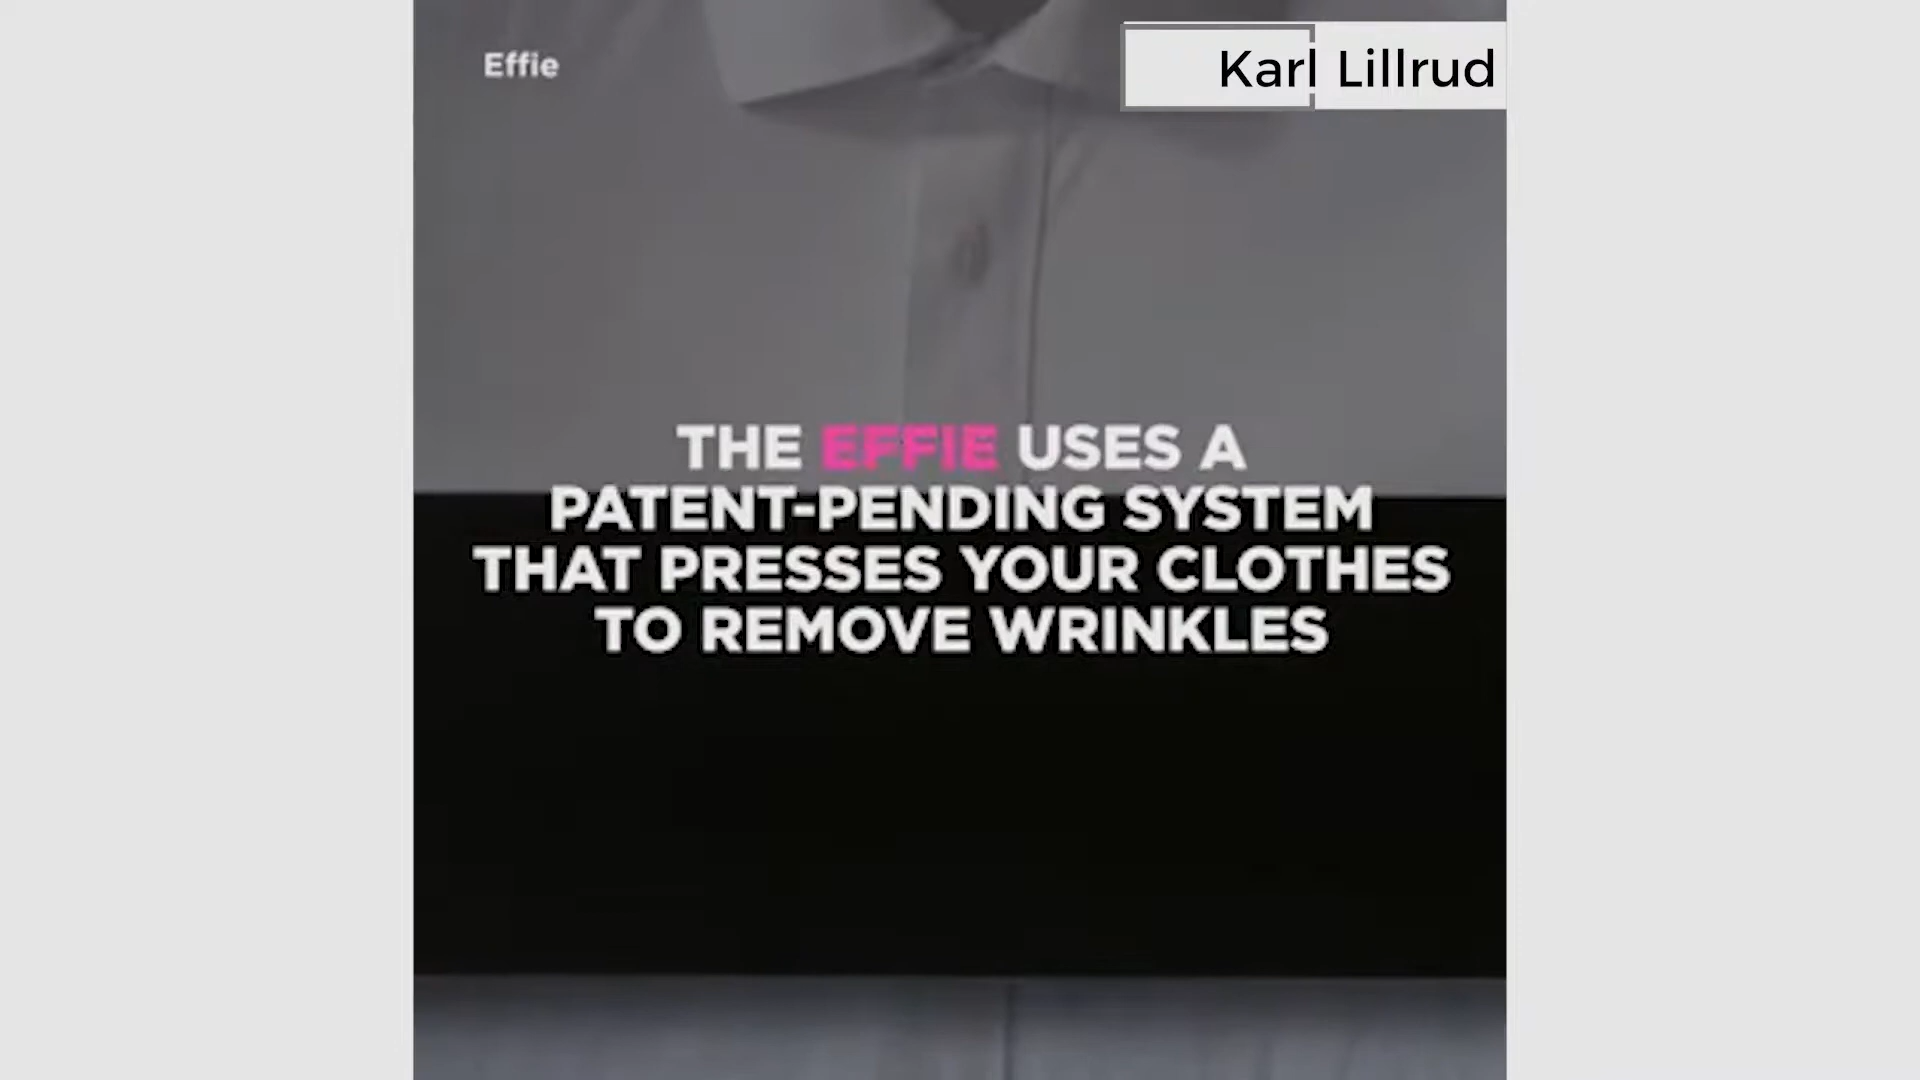 Effie
Karl Lillrud
THE EFFIE USES A
PATENT-PENDING SYSTEM
THAT PRESSES YOUR CLOTHES
TO REMOVE WRINKLES